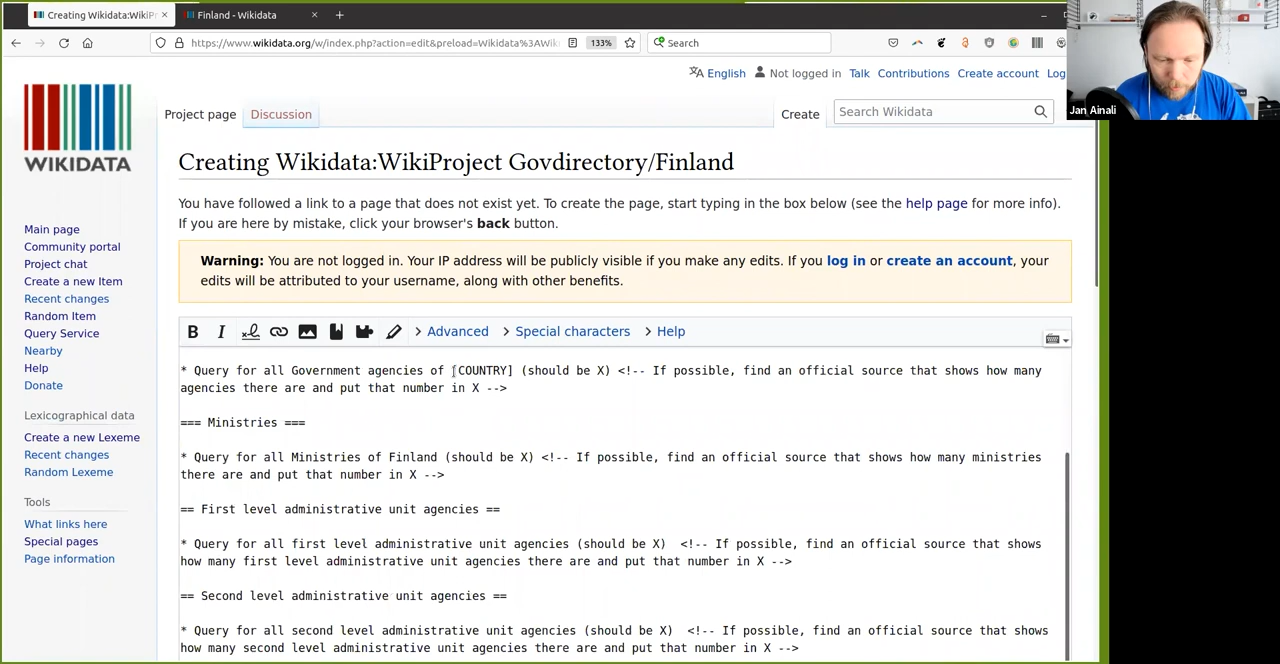 Creating Wikidata:WikiPr
Finland - Wikidata
https://www.wikidata.org/w/index.php?action=edit&preload=Wikidata%3AWik
133%
Search
English Not logged in Talk Contributions Create account Log
Jan Ainali
WIKIDATA
Project page Discussion Create Search Wikidata
Creating Wikidata:WikiProject Govdirectory/Finland
You have followed a link to a page that does not exist yet. To create the page, start typing in the box below (see the help page for more info).
If you are here by mistake, click your browser's back button.
Warning: You are not logged in. Your IP address will be publicly visible if you make any edits. If you log in or create an account, your
edits will be attributed to your username, along with other benefits.
Main page
Community portal
Project chat
Create a new Item
Recent changes
Random Item
Query Service
Nearby
Help
Donate
Lexicographical data
Create a new Lexeme
Recent changes
Random Lexeme
Tools
What links here
Special pages
Page information
B I Advanced Special characters Help
* Query for all Government agencies of [COUNTRY] (should be X) <!-- If possible, find an official source that shows how many
agencies there are and put that number in X -->
=== Ministries ===
* Query for all Ministries of Finland (should be X) <!-- If possible, find an official source that shows how many ministries
there are and put that number in X -->
== First level administrative unit agencies ==
* Query for all first level administrative unit agencies (should be X)  <!-- If possible, find an official source that shows
how many first level administrative unit agencies there are and put that number in X -->
== Second level administrative unit agencies ==
* Query for all second level administrative unit agencies (should be X)  <!-- If possible, find an official source that shows
how many second level administrative unit agencies there are and put that number in X -->